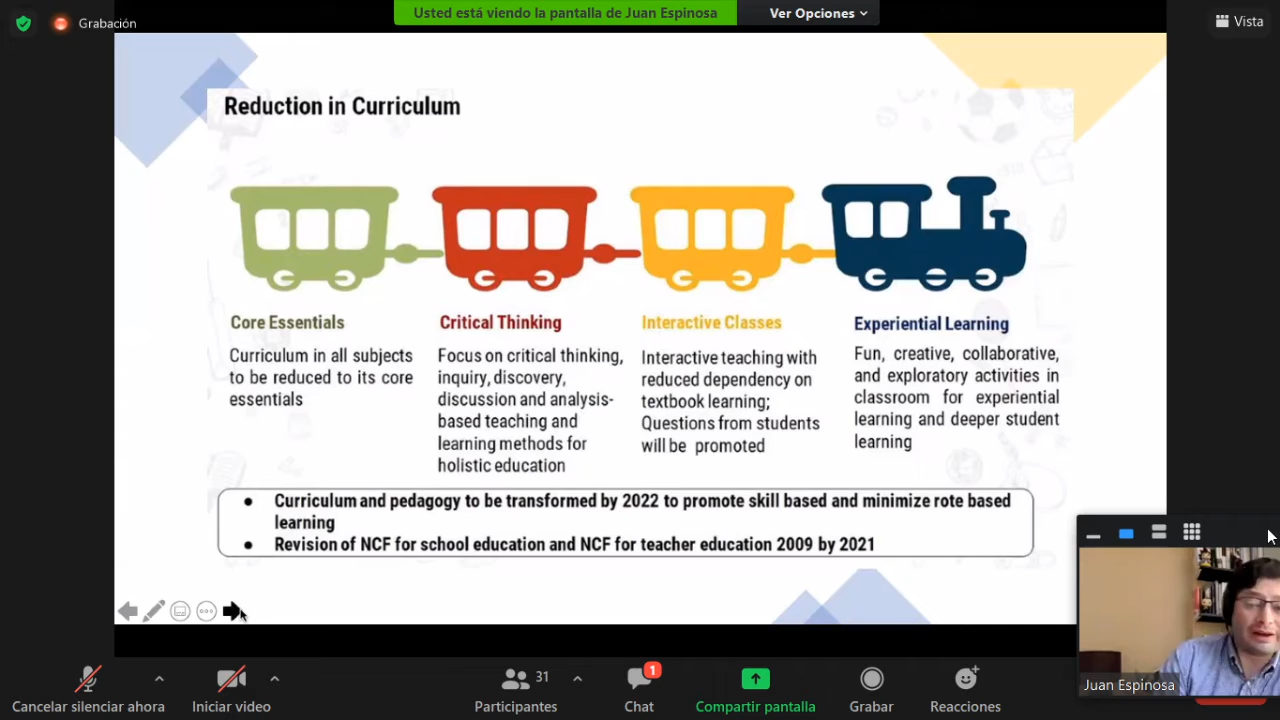 Grabación
Usted está viendo la pantalla de Juan Espinosa
Ver Opciones
Vista
Reduction in Curriculum
Core Essentials
Curriculum in all subjects
to be reduced to its core
essentials
Critical Thinking
Focus on critical thinking,
inquiry, discovery,
discussion and analysis-
based teaching and
learning methods for
holistic education
Interactive Classes
Interactive teaching with
reduced dependency on
textbook learning;
Questions from students
will be promoted
Experiential Learning
Fun, creative, collaborative,
and exploratory activities in
classroom for experiential
learning and deeper student
learning
● Curriculum and pedagogy to be transformed by 2022 to promote skill based and minimize rote based
learning
● Revision of NCF for school education and NCF for teacher education 2009 by 2021
Juan Espinosa
Cancelar silenciar ahora
Iniciar video
31
Participantes
1
Chat
Compartir pantalla
Grabar
Reacciones